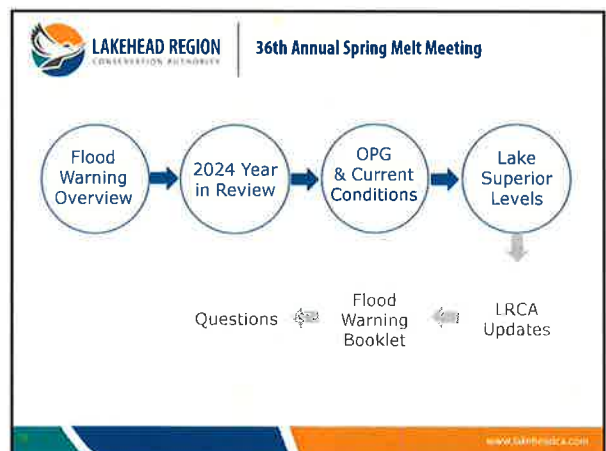 LAKEHEAD REGION
CONSERVATION AUTHORITY
36th Annual Spring Melt Meeting
Flood
Warning
Overview
2024 Year
in Review
OPG
& Current
Conditions
Lake
Superior
Levels
LRCA
Updates
Flood
Warning
Booklet
Questions
www.lakeheadca.com